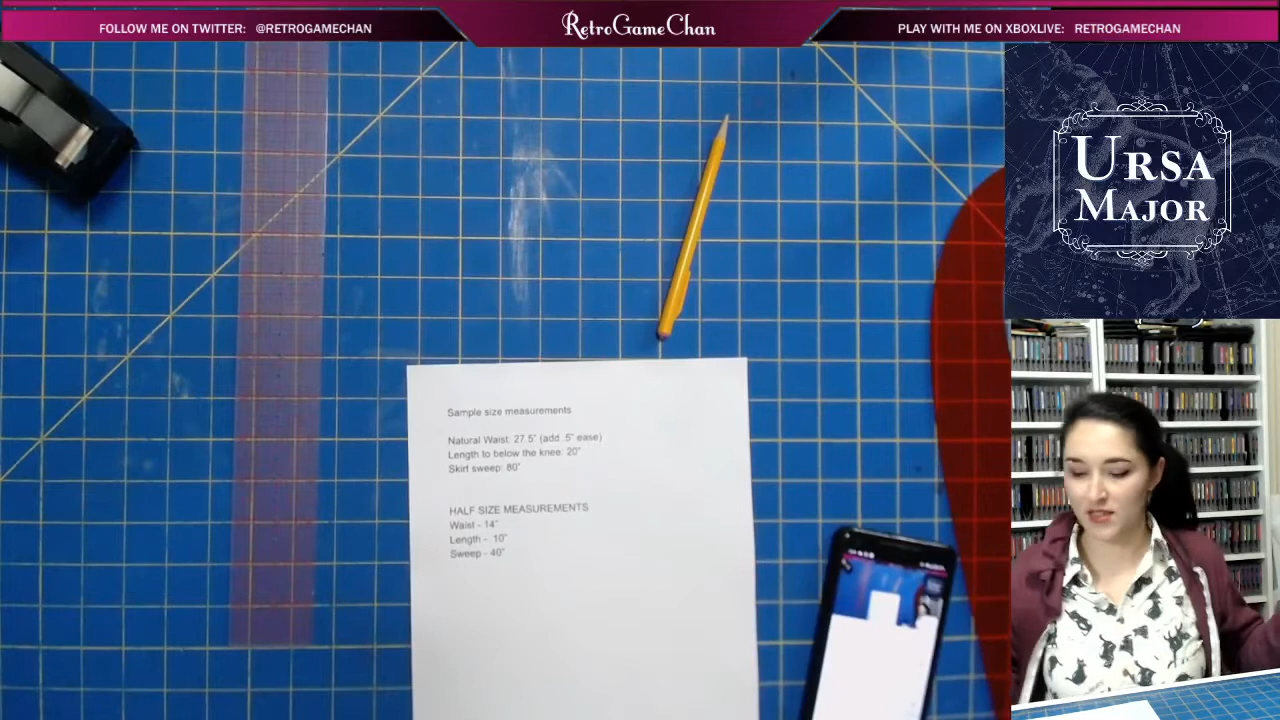 FOLLOW ME ON TWITTER: @RETROGAMECHAN
RetroGameChan
PLAY WITH ME ON XBOXLIVE: RETROGAMECHAN
URSA
MAJOR
Sample size measurements
Natural Waist: 27.5" (add .5" ease)
Length to below the knee: 20"
Skirt sweep: 80"
HALF SIZE MEASUREMENTS
Waist - 14"
Length - 10"
Sweep - 40"